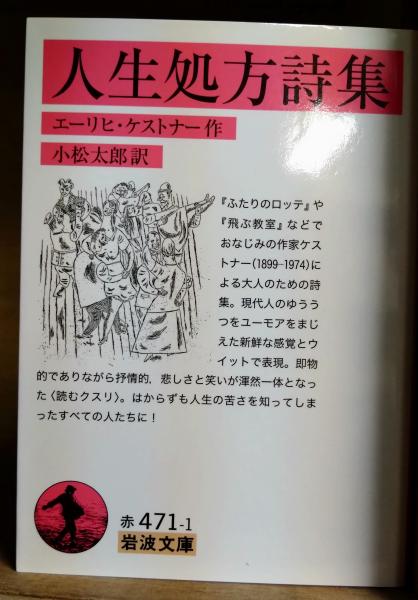 人生処方詩集
エーリヒ・ケストナー作
小松太郎訳
『ふたりのロッテ』や
『飛ぶ教室』などで
おなじみの作家ケス
トナー(1899-1974)に
よる大人のための詩
集。現代人のゆうう
つをユーモアをまじ
えた新鮮な感覚とウ
イットで表現。即物
的でありながら抒情的,悲しさと笑いが渾然一体となっ
た〈読むクスリ〉。はからずも人生の苦さを知ってしま
ったすべての人たちに!
赤 471-1
岩波文庫